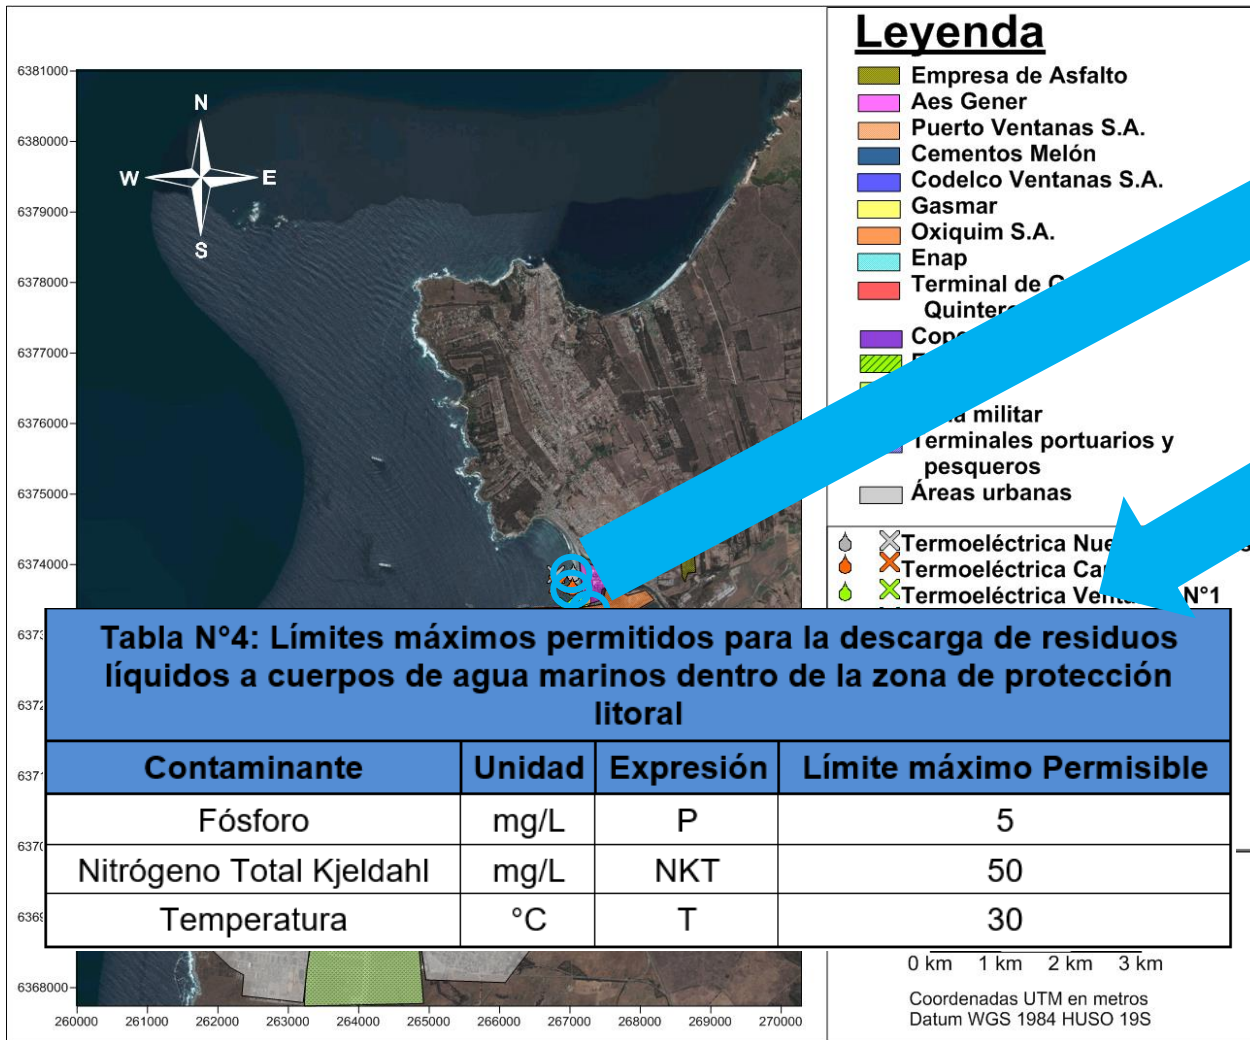 Leyenda
Empresa de Asfalto
Aes Gener
Puerto Ventanas S.A.
Cementos Melón
Codelco Ventanas S.A.
Gasmar
Oxiquim S.A.
Enap
Terminal de
Quintero
militar
Terminales portuarios y
pesqueros
Áreas urbanas
Termoeléctrica
Termoeléctrica
Termoeléctrica N°1
N
W E
S
6381000
6380000
6379000
6378000
6377000
6376000
6375000
6374000
Tabla N°4: Límites máximos permitidos para la descarga de residuos
líquidos a cuerpos de agua marinos dentro de la zona de protección
litoral
Contaminante Unidad Expresión Límite máximo Permisible
Fósforo mg/L P 5
Nitrógeno Total Kjeldahl mg/L NKT 50
Temperatura °C T 30
6368000
260000 261000 262000 263000 264000 265000 266000 267000 268000 269000 270000
0 km 1 km 2 km 3 km
Coordenadas UTM en metros
Datum WGS 1984 HUSO 19S